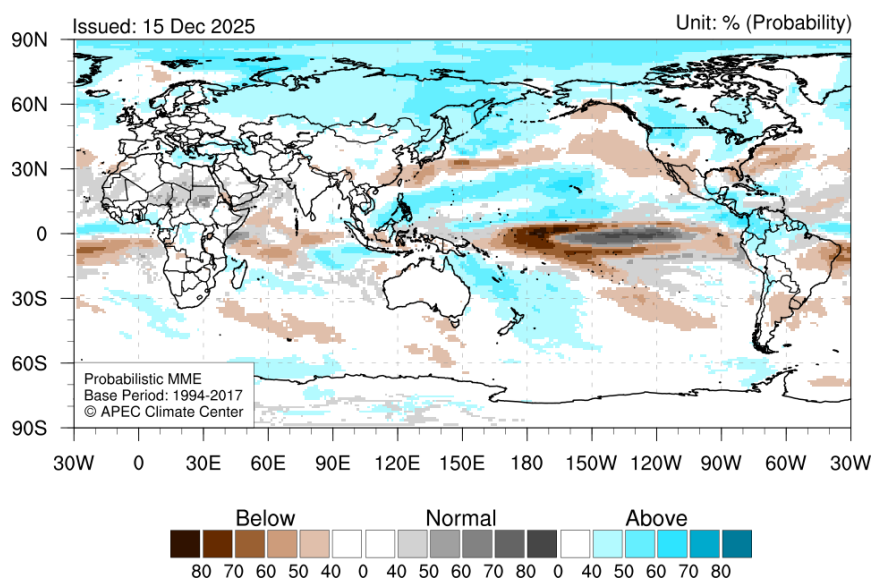 Issued: 15 Dec 2025 Unit: % (Probability)
90N
60N
30N
0
30S
60S
90S
Probabilistic MME
Base Period: 1994-2017
© APEC Climate Center
30W 0 30E 60E 90E 120E 150E 180 150W 120W 90W 60W 30W
Below Normal Above
80 70 60 50 40 0 40 50 60 70 80 0 40 50 60 70 80